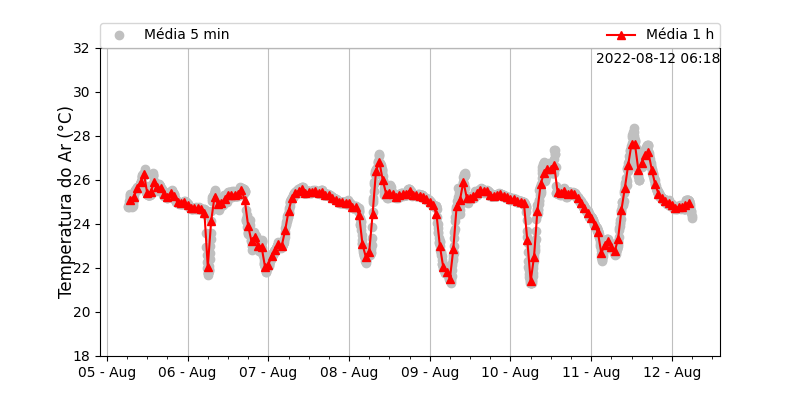 Média 5 min
Média 1 h
2022-08-12 06:18
Temperatura do Ar (°C)
32
30
28
26
24
22
20
18
05 - Aug
06 - Aug
07 - Aug
08 - Aug
09 - Aug
10 - Aug
11 - Aug
12 - Aug